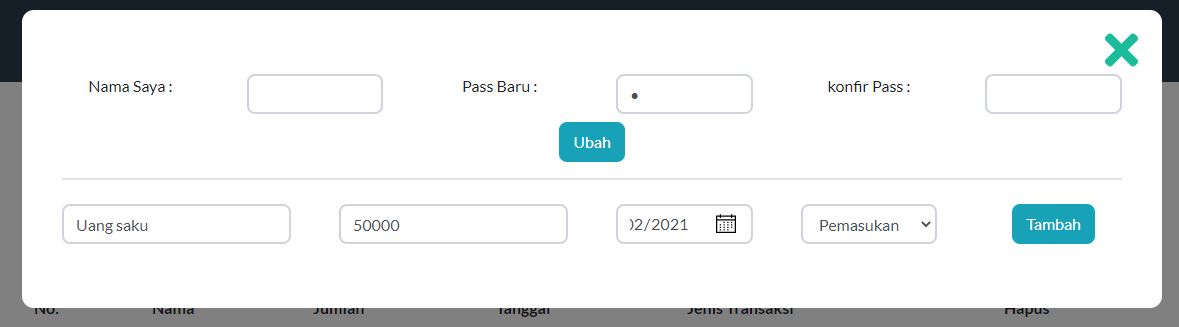 Nama Saya : Pass Baru : • konfir Pass :
Ubah
Uang saku 50000 02/2021 Pemasukan Tambah
No. Nama Jumlah Tanggal Jenis Transaksi Hapus